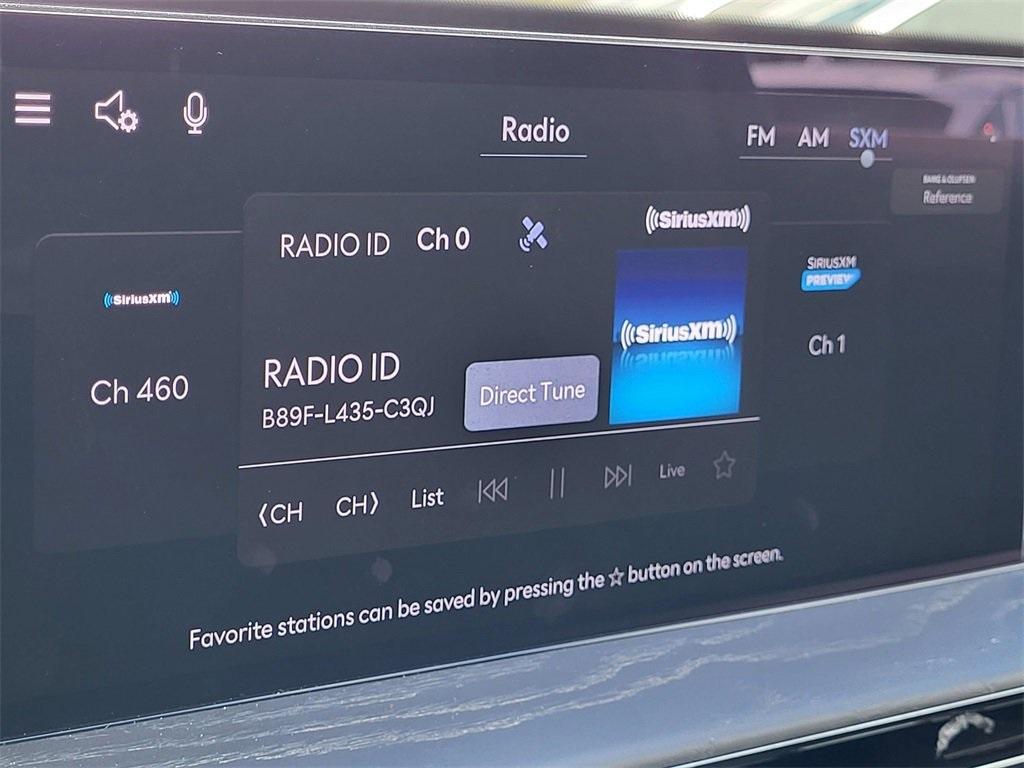 Radio
FM AM SXM
BANG & OLUFSEN
Reference
RADIO ID Ch 0
((SiriusXM))
((SiriusXM))
Ch 460
RADIO ID
B89F-L435-C3QJ
Direct Tune
((SiriusXM))
SIRIUSXM
PREVIEW
Ch 1
⟨CH CH⟩ List Live
Favorite stations can be saved by pressing the ☆ button on the screen.